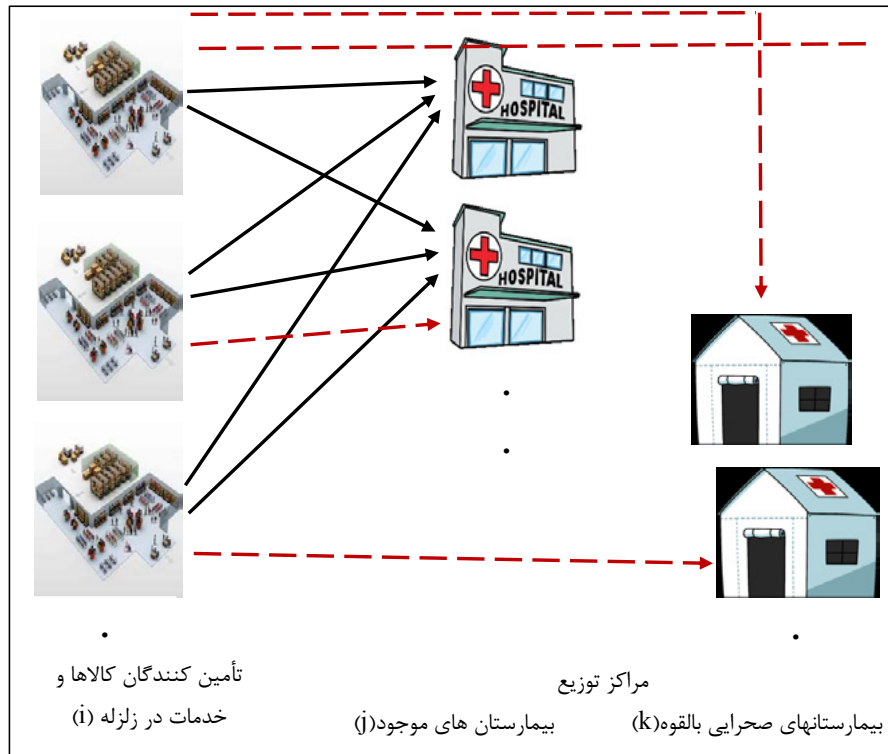 HOSPITAL
HOSPITAL
تأمین کنندگان کالاها و
خدمات در زلزله (i)
مراکز توزیع
بیمارستانهای صحرایی بالقوه(k)
بیمارستان های موجود(j)